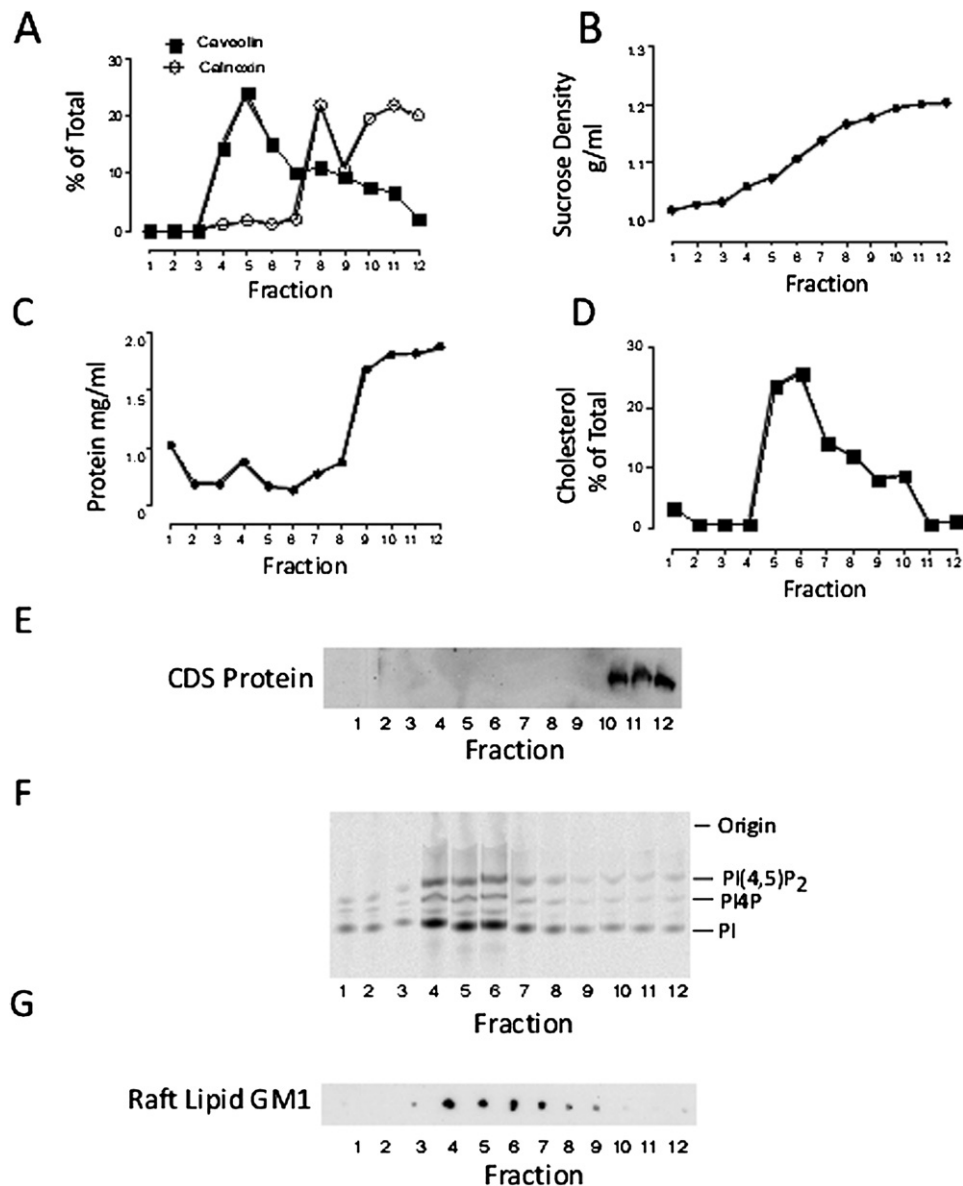 A
Caveolin
Calnexin
30
20
10
0
% of Total
1 2 3 4 5 6 7 8 9 10 11 12
Fraction
B
1.3
1.2
1.1
1.0
Sucrose Density
g/ml
1 2 3 4 5 6 7 8 9 10 11 12
Fraction
C
2.0
1.0
0
Protein mg/ml
1 2 3 4 5 6 7 8 9 10 11 12
Fraction
D
30
20
10
0
Cholesterol
% of Total
1 2 3 4 5 6 7 8 9 10 11 12
Fraction
E
CDS Protein
1 2 3 4 5 6 7 8 9 10 11 12
Fraction
F
Origin
PI(4,5)P2
PI4P
PI
1 2 3 4 5 6 7 8 9 10 11 12
Fraction
G
Raft Lipid GM1
1 2 3 4 5 6 7 8 9 10 11 12
Fraction